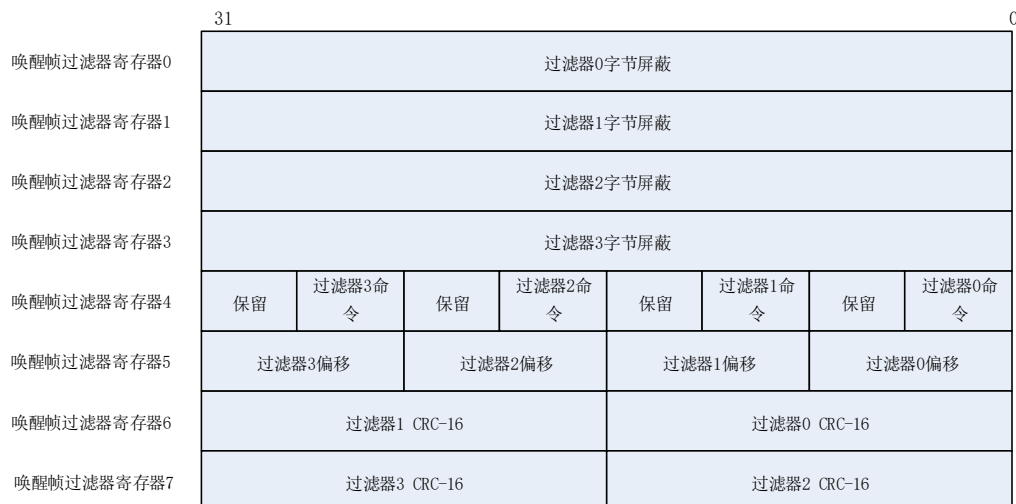 31 0
唤醒帧过滤器寄存器0 过滤器0字节屏蔽
唤醒帧过滤器寄存器1 过滤器1字节屏蔽
唤醒帧过滤器寄存器2 过滤器2字节屏蔽
唤醒帧过滤器寄存器3 过滤器3字节屏蔽
唤醒帧过滤器寄存器4 保留 过滤器3命令 保留 过滤器2命令 保留 过滤器1命令 保留 过滤器0命令
唤醒帧过滤器寄存器5 过滤器3偏移 过滤器2偏移 过滤器1偏移 过滤器0偏移
唤醒帧过滤器寄存器6 过滤器1 CRC-16 过滤器0 CRC-16
唤醒帧过滤器寄存器7 过滤器3 CRC-16 过滤器2 CRC-16